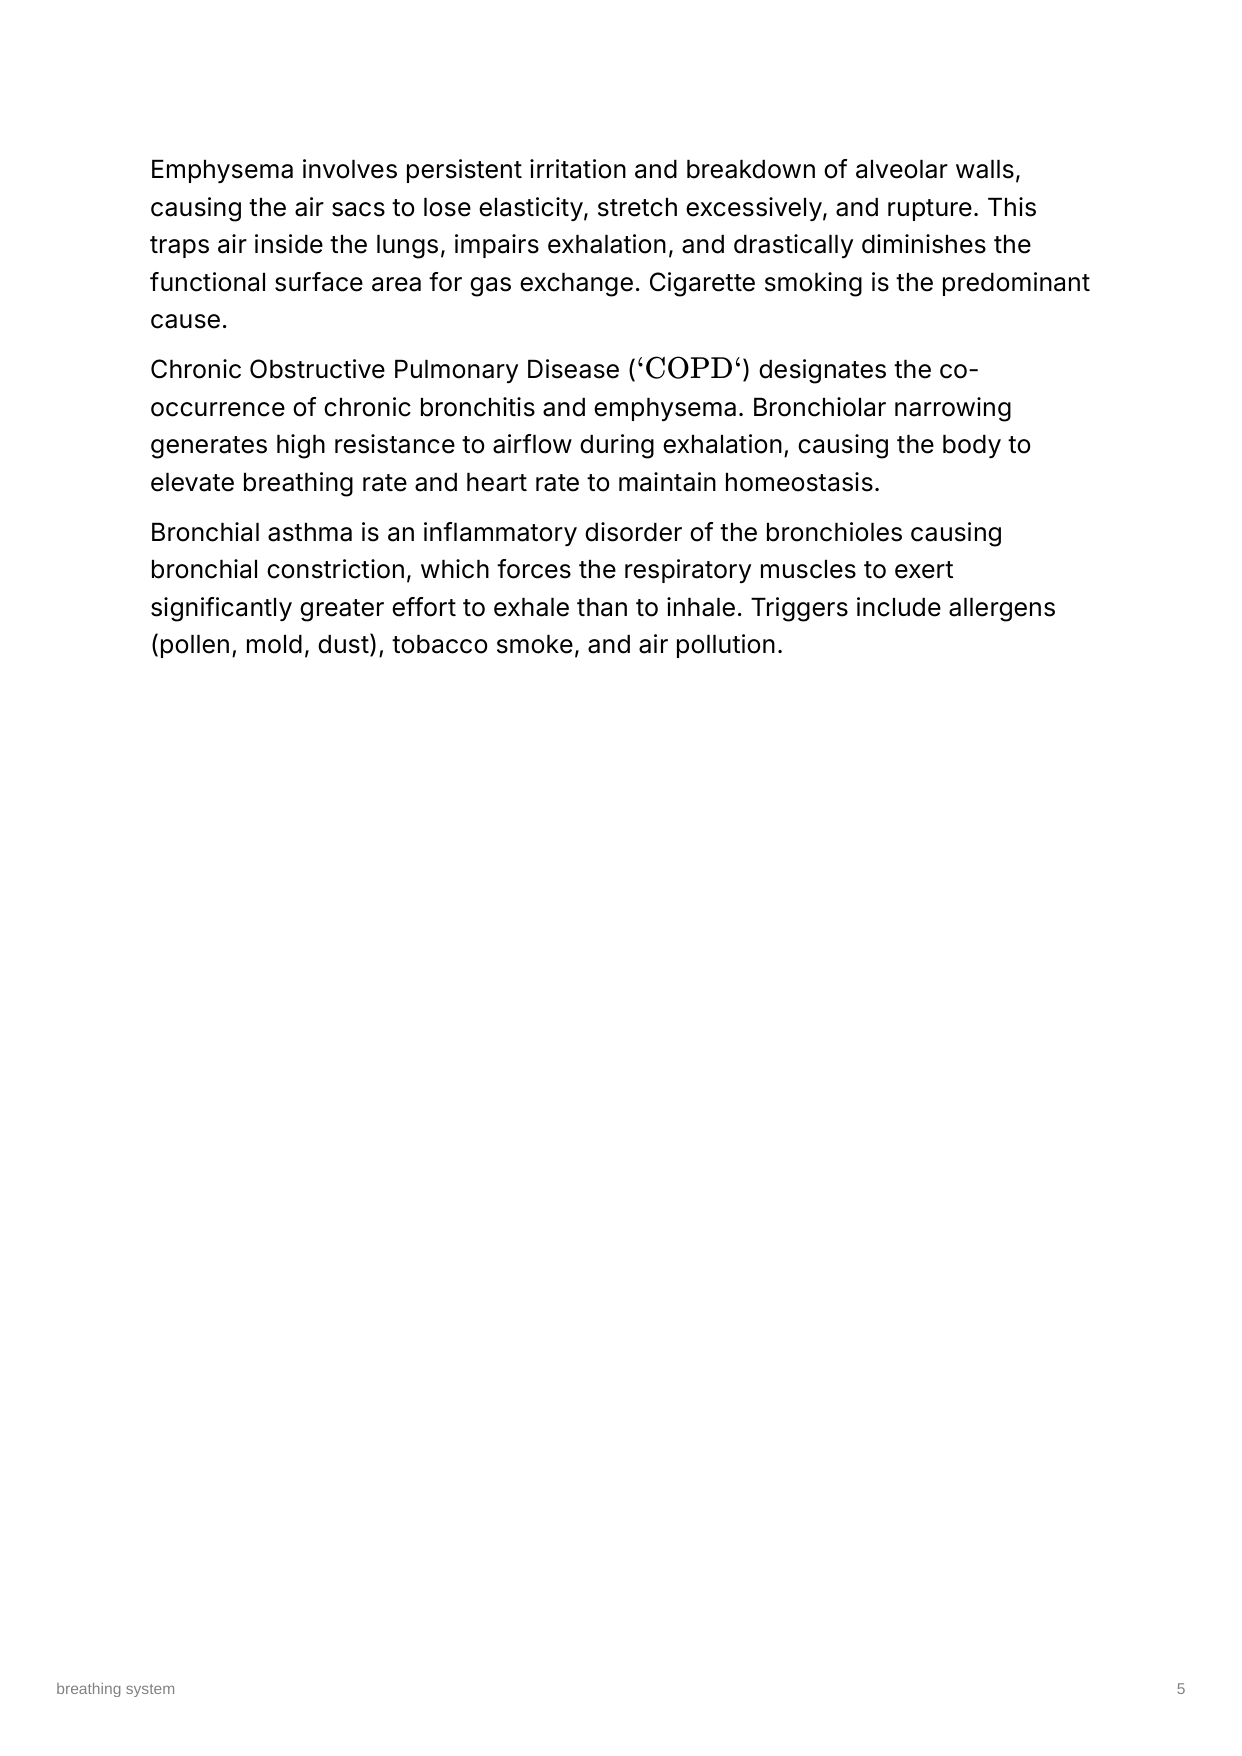 Emphysema involves persistent irritation and breakdown of alveolar walls,
causing the air sacs to lose elasticity, stretch excessively, and rupture. This
traps air inside the lungs, impairs exhalation, and drastically diminishes the
functional surface area for gas exchange. Cigarette smoking is the predominant
cause.
Chronic Obstructive Pulmonary Disease (‘COPD‘) designates the co-
occurrence of chronic bronchitis and emphysema. Bronchiolar narrowing
generates high resistance to airflow during exhalation, causing the body to
elevate breathing rate and heart rate to maintain homeostasis.
Bronchial asthma is an inflammatory disorder of the bronchioles causing
bronchial constriction, which forces the respiratory muscles to exert
significantly greater effort to exhale than to inhale. Triggers include allergens
(pollen, mold, dust), tobacco smoke, and air pollution.
breathing system
5